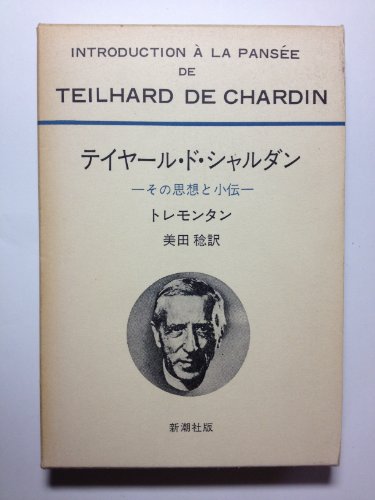 INTRODUCTION À LA PANSÉE
DE
TEILHARD DE CHARDIN
テイヤール・ド・シャルダン
—その思想と小伝—
トレモンタン
美田 稔訳
新潮社版